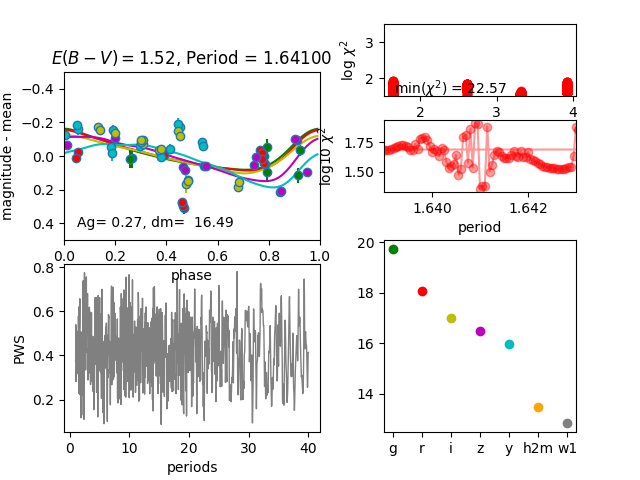 E(B − V) = 1.52, Period = 1.64100
magnitude - mean
−0.4
−0.2
0.0
0.2
0.4
Ag= 0.27, dm= 16.49
0.0 0.2 0.4 0.6 0.8 1.0
phase
log χ²
3
2
min(χ²) = 22.57
2 3 4
log10 χ²
1.75
1.50
1.640 1.642
period
PWS
0.8
0.6
0.4
0.2
0 10 20 30 40
periods
20
18
16
14
g r i z y h2m w1